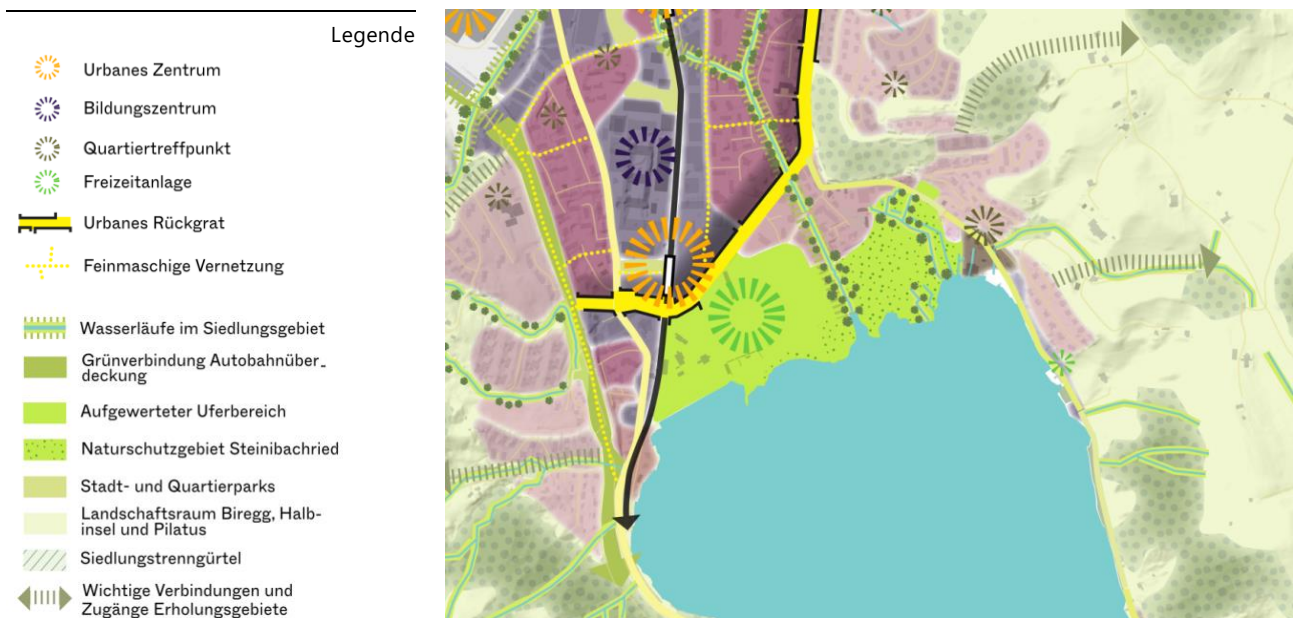 Legende
Urbanes Zentrum
Bildungszentrum
Quartiertreffpunkt
Freizeitanlage
Urbanes Rückgrat
Feinmaschige Vernetzung
Wasserläufe im Siedlungsgebiet
Grünverbindung Autobahnüber_
deckung
Aufgewerteter Uferbereich
Naturschutzgebiet Steinibachried
Stadt- und Quartierparks
Landschaftsraum Biregg, Halb-
insel und Pilatus
Siedlungstrenngürtel
Wichtige Verbindungen und
Zugänge Erholungsgebiete